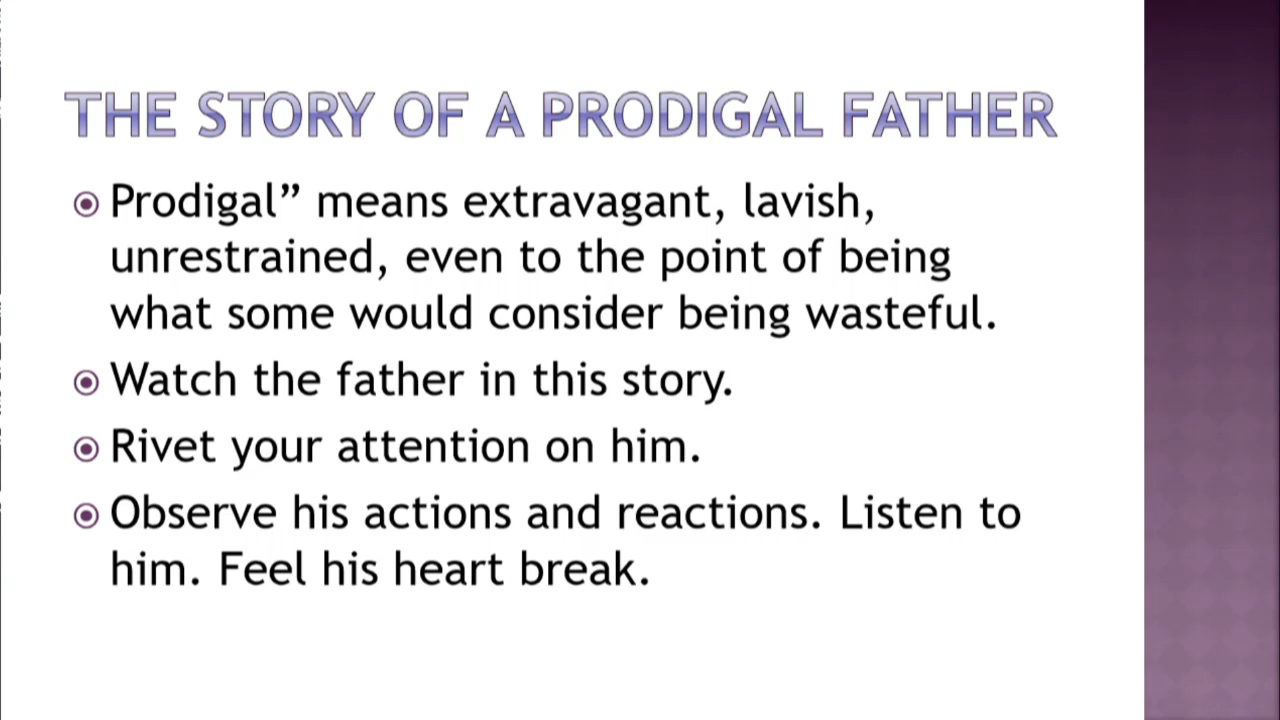 THE STORY OF A PRODIGAL FATHER
Prodigal” means extravagant, lavish,
unrestrained, even to the point of being
what some would consider being wasteful.
Watch the father in this story.
Rivet your attention on him.
Observe his actions and reactions. Listen to
him. Feel his heart break.